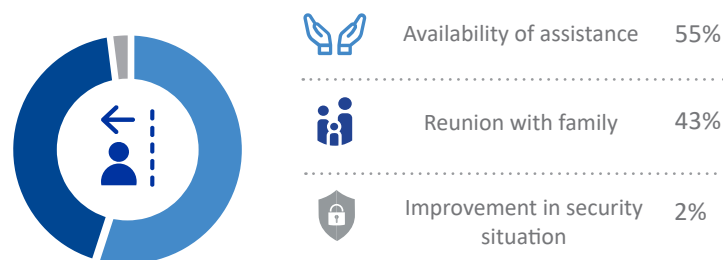 Availability of assistance 55%
Reunion with family 43%
Improvement in security 2%
situation